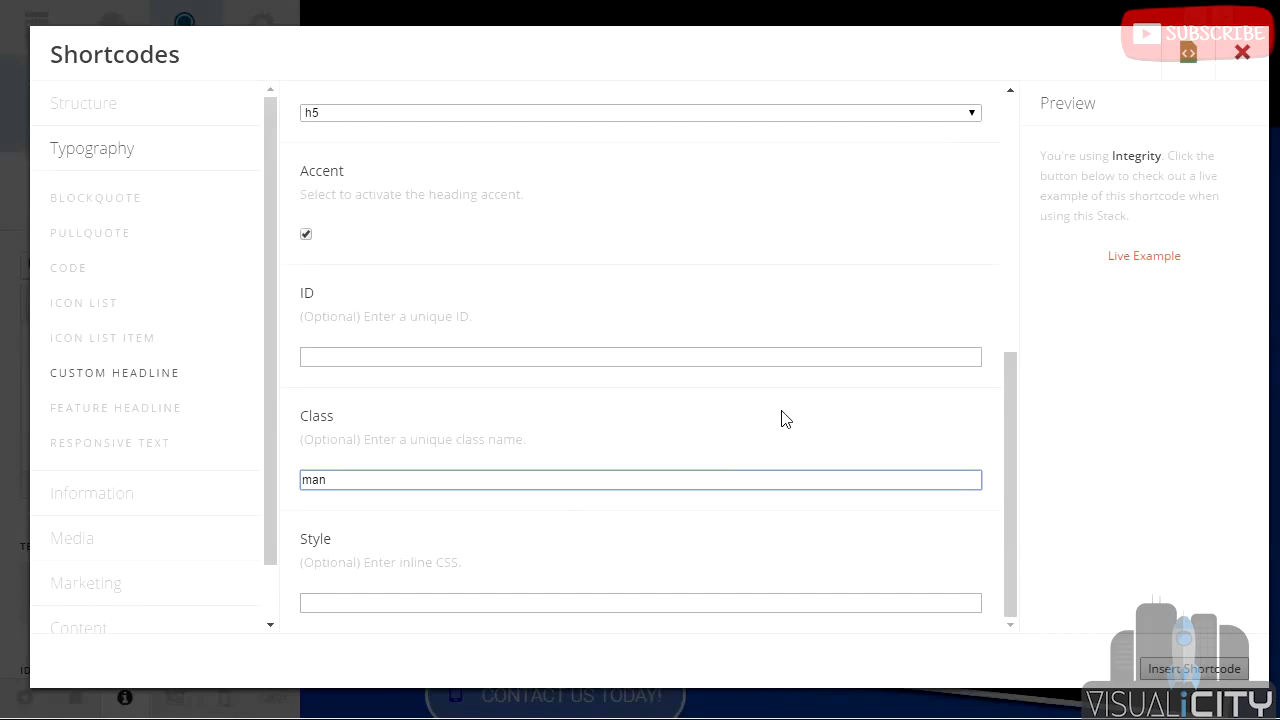 SUBSCRIBE
Shortcodes
Structure
Typography
BLOCKQUOTE
PULLQUOTE
CODE
ICON LIST
ICON LIST ITEM
CUSTOM HEADLINE
FEATURE HEADLINE
RESPONSIVE TEXT
Information
Media
Marketing
Content
h5
Accent
Select to activate the heading accent.
ID
(Optional) Enter a unique ID.
Class
(Optional) Enter a unique class name.
man
Style
(Optional) Enter inline CSS.
Preview
You're using Integrity. Click the
button below to check out a live
example of this shortcode when
using this Stack.
Live Example
Insert Shortcode
CONTACT US TODAY!
VISUALiCITY